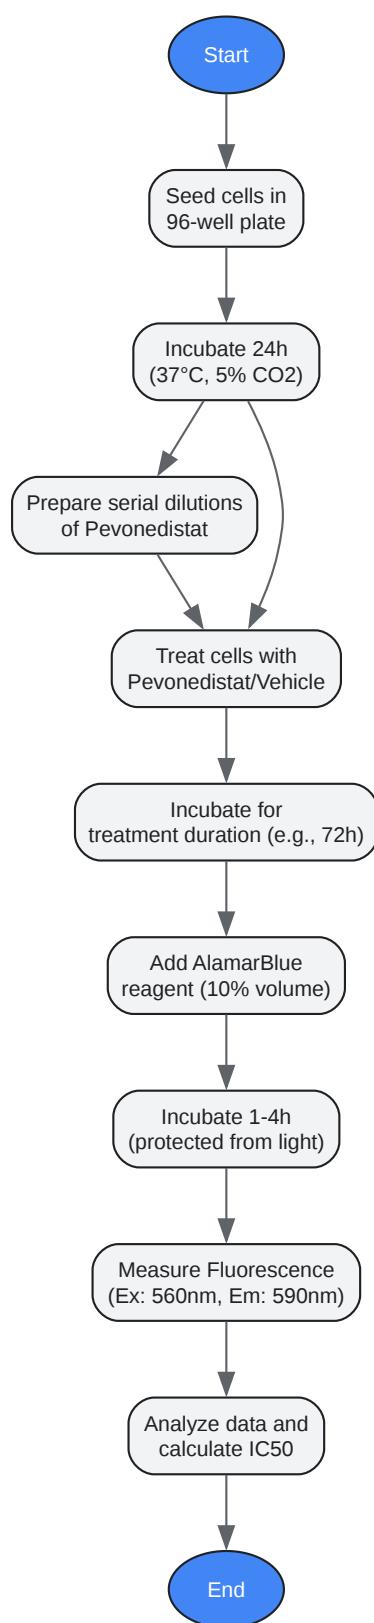 Start
Seed cells in
96-well plate
Incubate 24h
(37°C, 5% CO2)
Prepare serial dilutions
of Pevonedistat
Treat cells with
Pevonedistat/Vehicle
Incubate for
treatment duration (e.g., 72h)
Add AlamarBlue
reagent (10% volume)
Incubate 1-4h
(protected from light)
Measure Fluorescence
(Ex: 560nm, Em: 590nm)
Analyze data and
calculate IC50
End